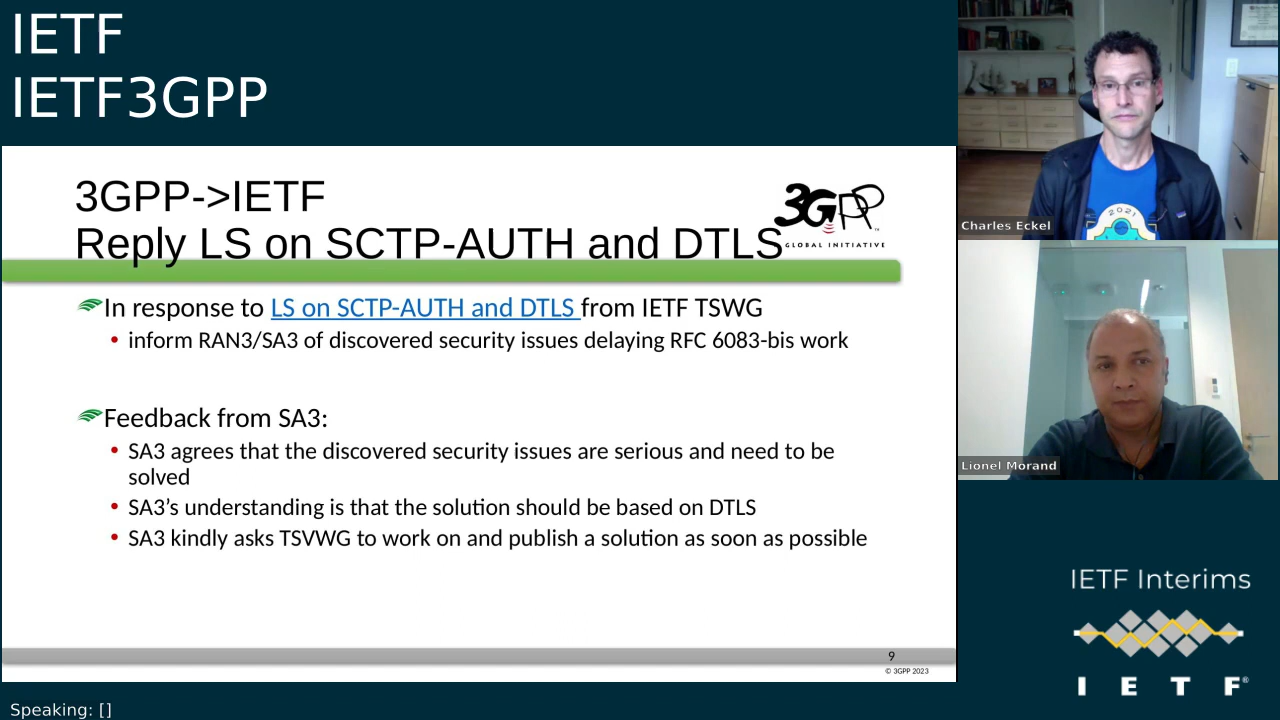 IETF
IETF3GPP
3GPP->IETF
Reply LS on SCTP-AUTH and DTLS
3GPP
™
GLOBAL INITIATIVE
In response to LS on SCTP-AUTH and DTLS from IETF TSWG
• inform RAN3/SA3 of discovered security issues delaying RFC 6083-bis work
Feedback from SA3:
• SA3 agrees that the discovered security issues are serious and need to be
solved
• SA3’s understanding is that the solution should be based on DTLS
• SA3 kindly asks TSVWG to work on and publish a solution as soon as possible
9
© 3GPP 2023
Speaking: []
2021
Charles Eckel
Lionel Morand
IETF Interims
I E T F®